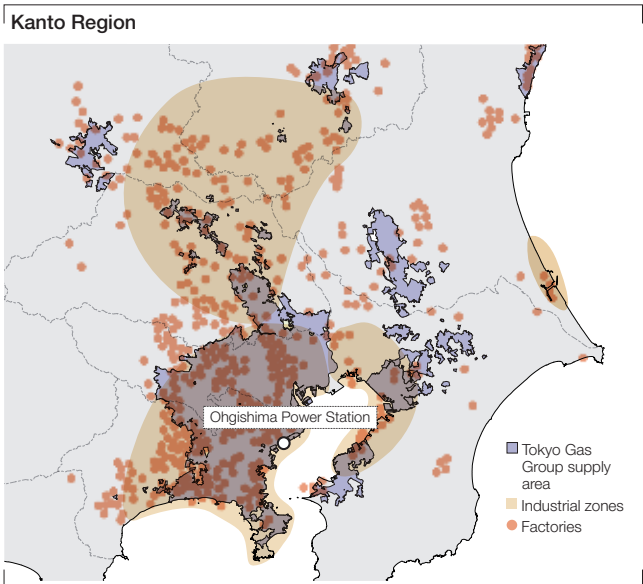 Kanto Region
Ohgishima Power Station
Tokyo Gas
Group supply
area
Industrial zones
Factories